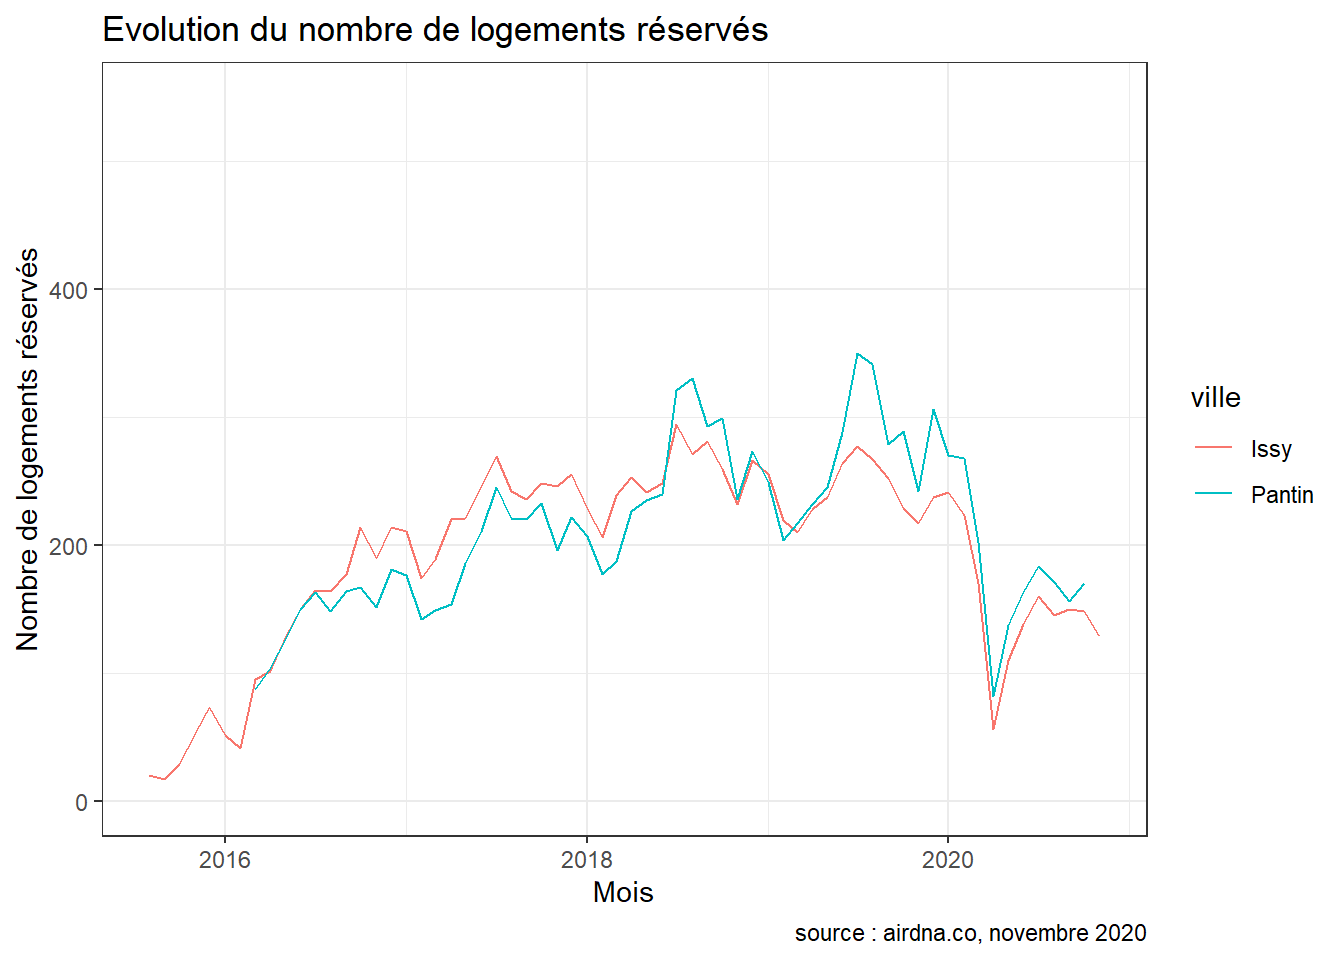 Evolution du nombre de logements réservés
Nombre de logements réservés
400
200
0
2016
2018
2020
Mois
ville
Issy
Pantin
source : airdna.co, novembre 2020